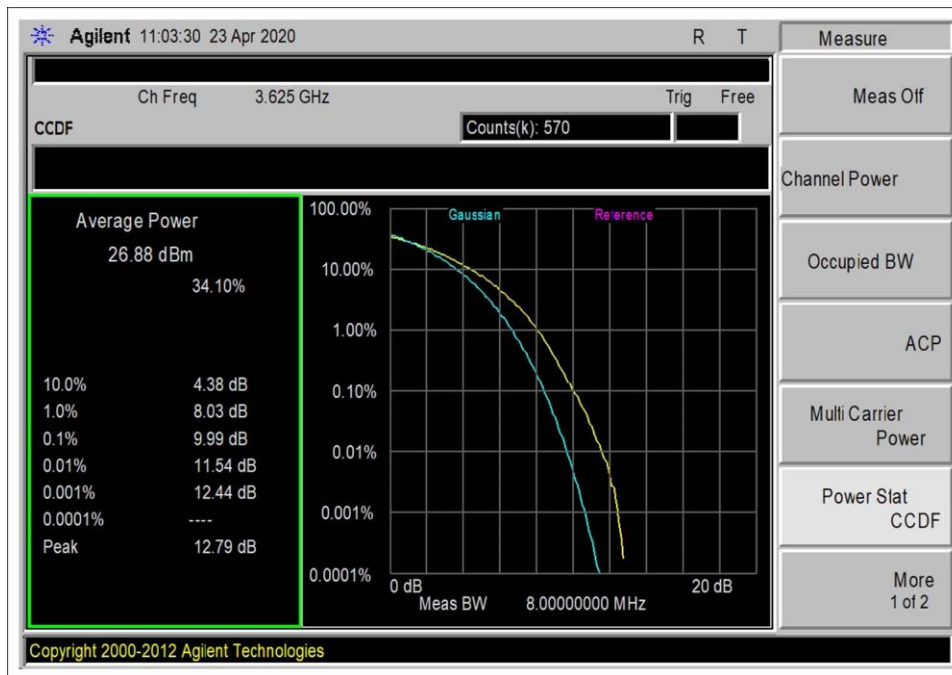 Agilent 11:03:30 23 Apr 2020 R T
Measure
Ch Freq 3.625 GHz Trig Free
CCDF Counts(k): 570
Average Power
26.88 dBm
34.10%
10.0% 4.38 dB
1.0% 8.03 dB
0.1% 9.99 dB
0.01% 11.54 dB
0.001% 12.44 dB
0.0001% ----
Peak 12.79 dB
Gaussian Reference
100.00%
10.00%
1.00%
0.10%
0.01%
0.001%
0.0001%
0 dB 20 dB
Meas BW 8.00000000 MHz
Meas Off
Channel Power
Occupied BW
ACP
Multi Carrier
Power
Power Stat
CCDF
More
1 of 2
Copyright 2000-2012 Agilent Technologies